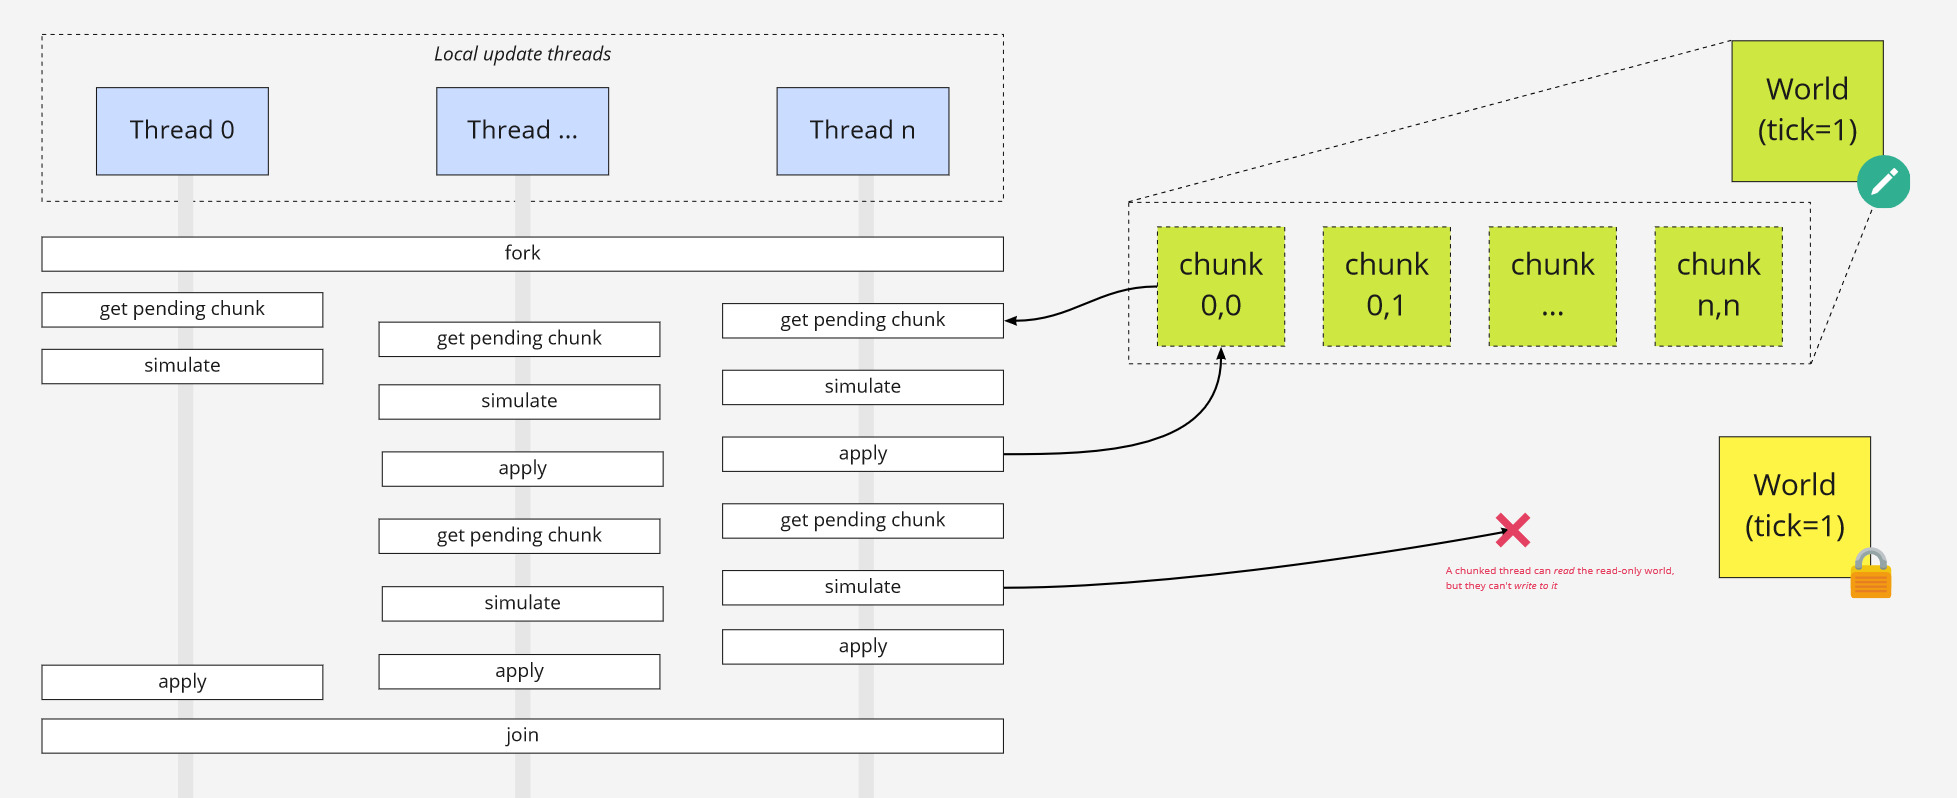 Local update threads
Thread 0
Thread ...
Thread n
World
(tick=1)
fork
chunk
0,0
chunk
0,1
chunk
...
chunk
n,n
get pending chunk
get pending chunk
get pending chunk
simulate
simulate
simulate
apply
apply
get pending chunk
get pending chunk
World
(tick=1)
A chunked thread can read the read-only world,
but they can't write to it
simulate
simulate
apply
apply
apply
join